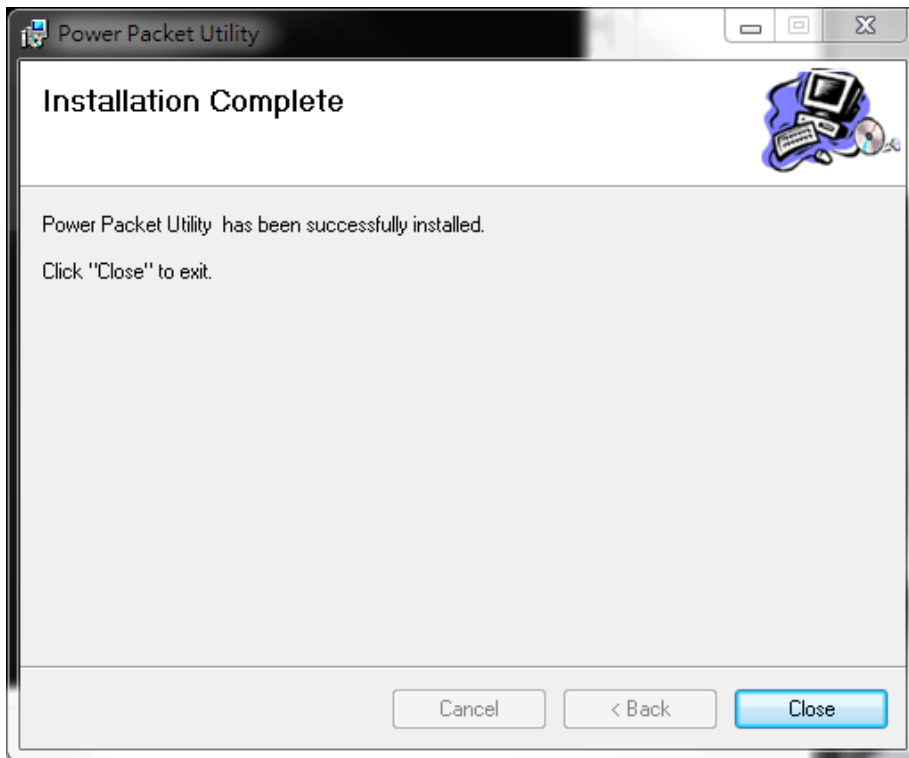 Power Packet Utility
Installation Complete
Power Packet Utility  has been successfully installed.
Click "Close" to exit.
Cancel
< Back
Close